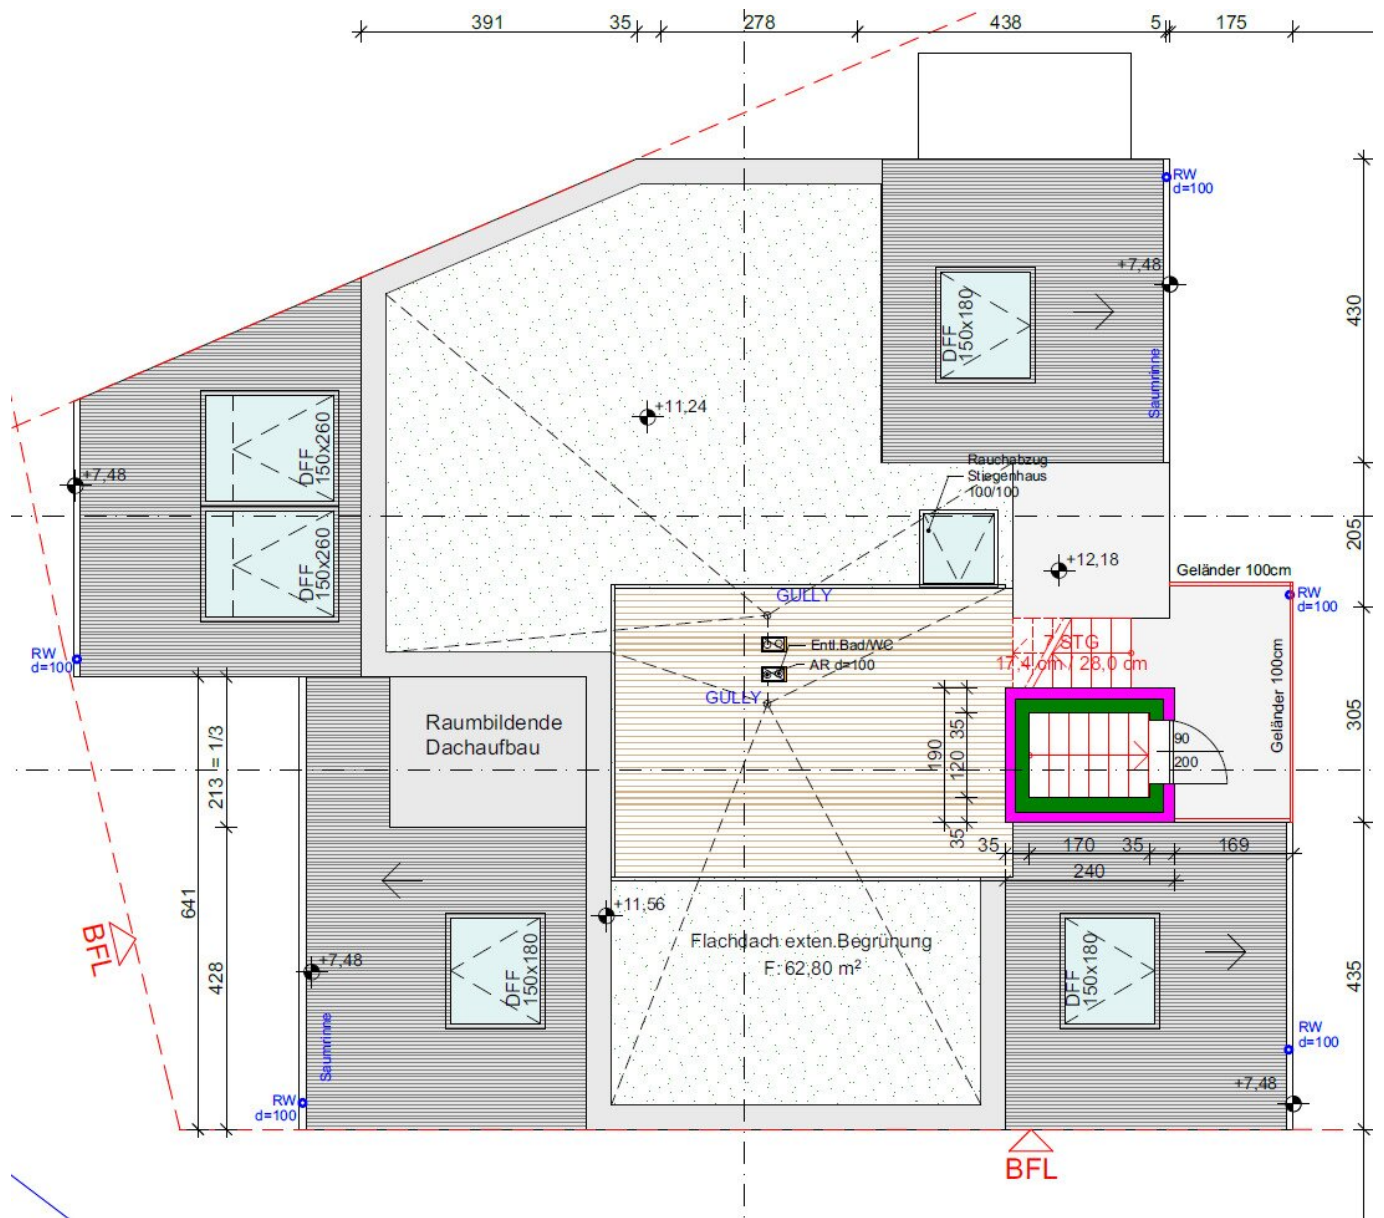 391
35
278
438
5
175
RW
d=100
+7,48
DFF
150x180
430
Saumrinne
+11,24
DFF
150x260
+7,48
Rauchabzug
Stiegenhaus
100/100
205
DFF
150x260
+12,18
Geländer 100cm
GULLY
RW
d=100
Entl.Bad/WC
7 STG
17,4 cm / 28,0 cm
RW
d=100
AR d=100
GULLY
Geländer 100cm
305
Raumbildende
Dachaufbau
35
190
120
35
90
200
213 = 1/3
35
170
35
169
240
641
+11,56
BFL
Flachdach exten.Begrünung
F: 62,80 m²
428
+7,48
DFF
150x180
DFF
150x180
435
Saumrinne
RW
d=100
+7,48
RW
d=100
BFL